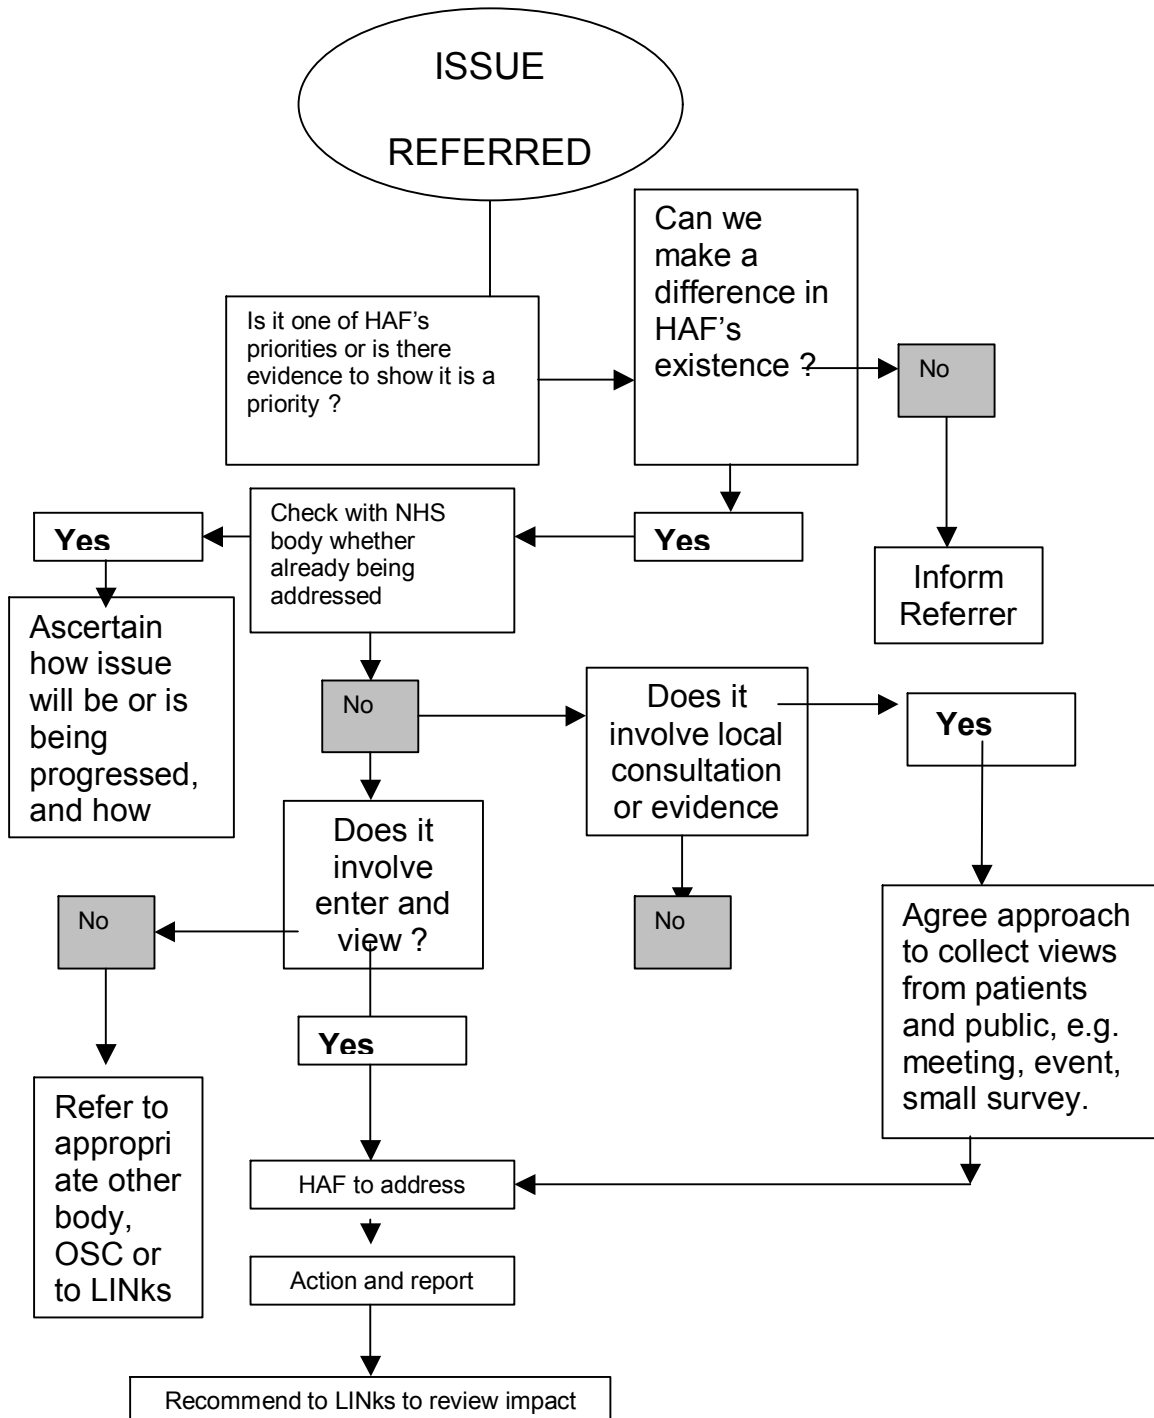 ISSUE
REFERRED
Can we
make a
difference in
HAF's
existence ?
Is it one of HAF's
priorities or is there
evidence to show it is a
priority ?
No
Check with NHS
body whether
already being
addressed
Yes
Yes
Inform
Referrer
Ascertain
how issue
will be or is
being
progressed,
and how
No
Does it
involve local
consultation
or evidence
Yes
Does it
involve
enter and
view ?
No
No
Agree approach
to collect views
from patients
and public, e.g.
meeting, event,
small survey.
Yes
Refer to
appropri
ate other
body,
OSC or
to LINks
HAF to address
Action and report
Recommend to LINks to review impact